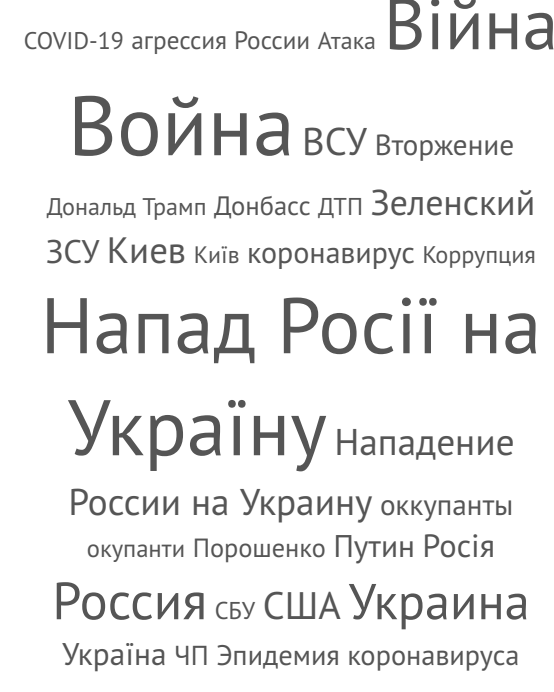 COVID-19 агрессия России Атака Війна
Война ВСУ Вторжение
Дональд Трамп Донбасс ДТП Зеленский
ЗСУ Киев Київ коронавирус Коррупция
Напад Росії на
Україну Нападение
России на Украину оккупанты
окупанти Порошенко Путин Росія
Россия СБУ США Украина
Україна ЧП Эпидемия коронавируса